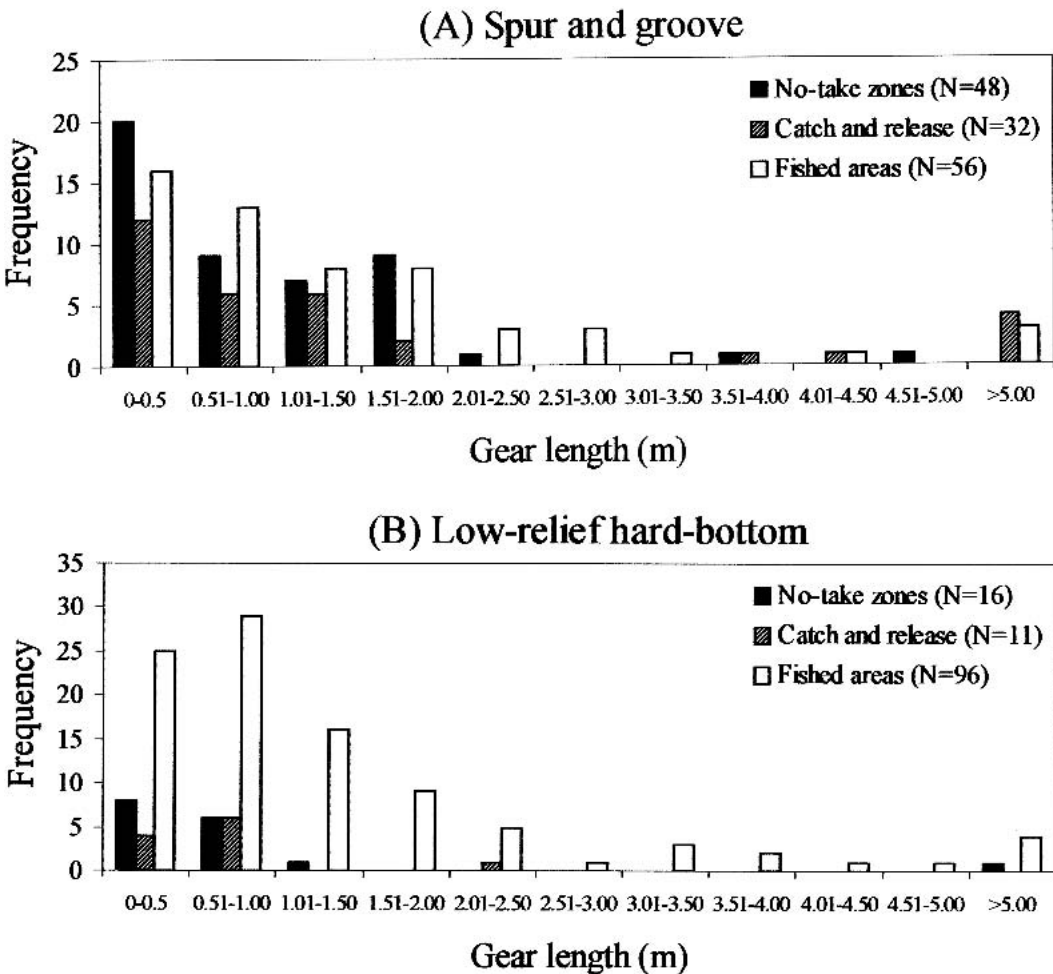 (A) Spur and groove
25
20
15
10
5
0
Frequency
No-take zones (N=48)
Catch and release (N=32)
Fished areas (N=56)
0-0.5 0.51-1.00 1.01-1.50 1.51-2.00 2.01-2.50 2.51-3.00 3.01-3.50 3.51-4.00 4.01-4.50 4.51-5.00 >5.00
Gear length (m)
(B) Low-relief hard-bottom
35
30
25
20
15
10
5
0
Frequency
No-take zones (N=16)
Catch and release (N=11)
Fished areas (N=96)
0-0.5 0.51-1.00 1.01-1.50 1.51-2.00 2.01-2.50 2.51-3.00 3.01-3.50 3.51-4.00 4.01-4.50 4.51-5.00 >5.00
Gear length (m)